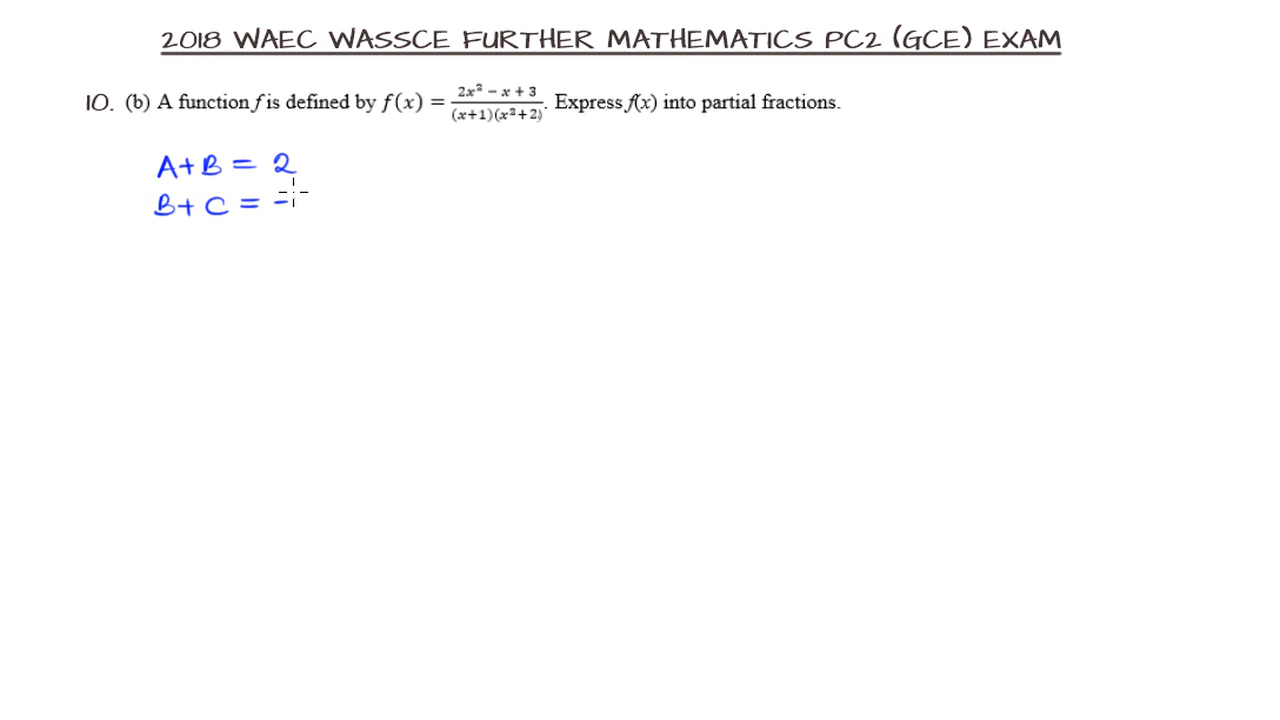 2018 WAEC WASSCE FURTHER MATHEMATICS PC2 (GCE) EXAM
10. (b) A function f is defined by f(x) = (2x² − x + 3)/((x+1)(x²+2)). Express f(x) into partial fractions.
A+B = 2
B+C = -